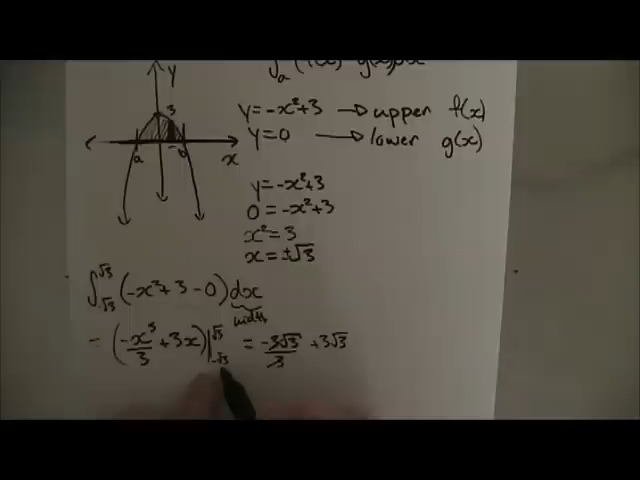 y
3
a
b
x
y = -x² + 3 → upper f(x)
y = 0 → lower g(x)
y = -x² + 3
0 = -x² + 3
x² = 3
x = ±√3
∫_{-√3}^{√3} (-x² + 3 - 0) dx
width
= (-x³/3 + 3x)|_{-√3}^{√3} = -3√3/3 + 3√3